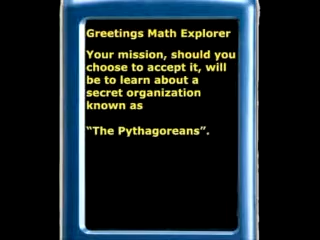 Greetings Math Explorer
Your mission, should you
choose to accept it, will
be to learn about a
secret organization
known as
“The Pythagoreans”.